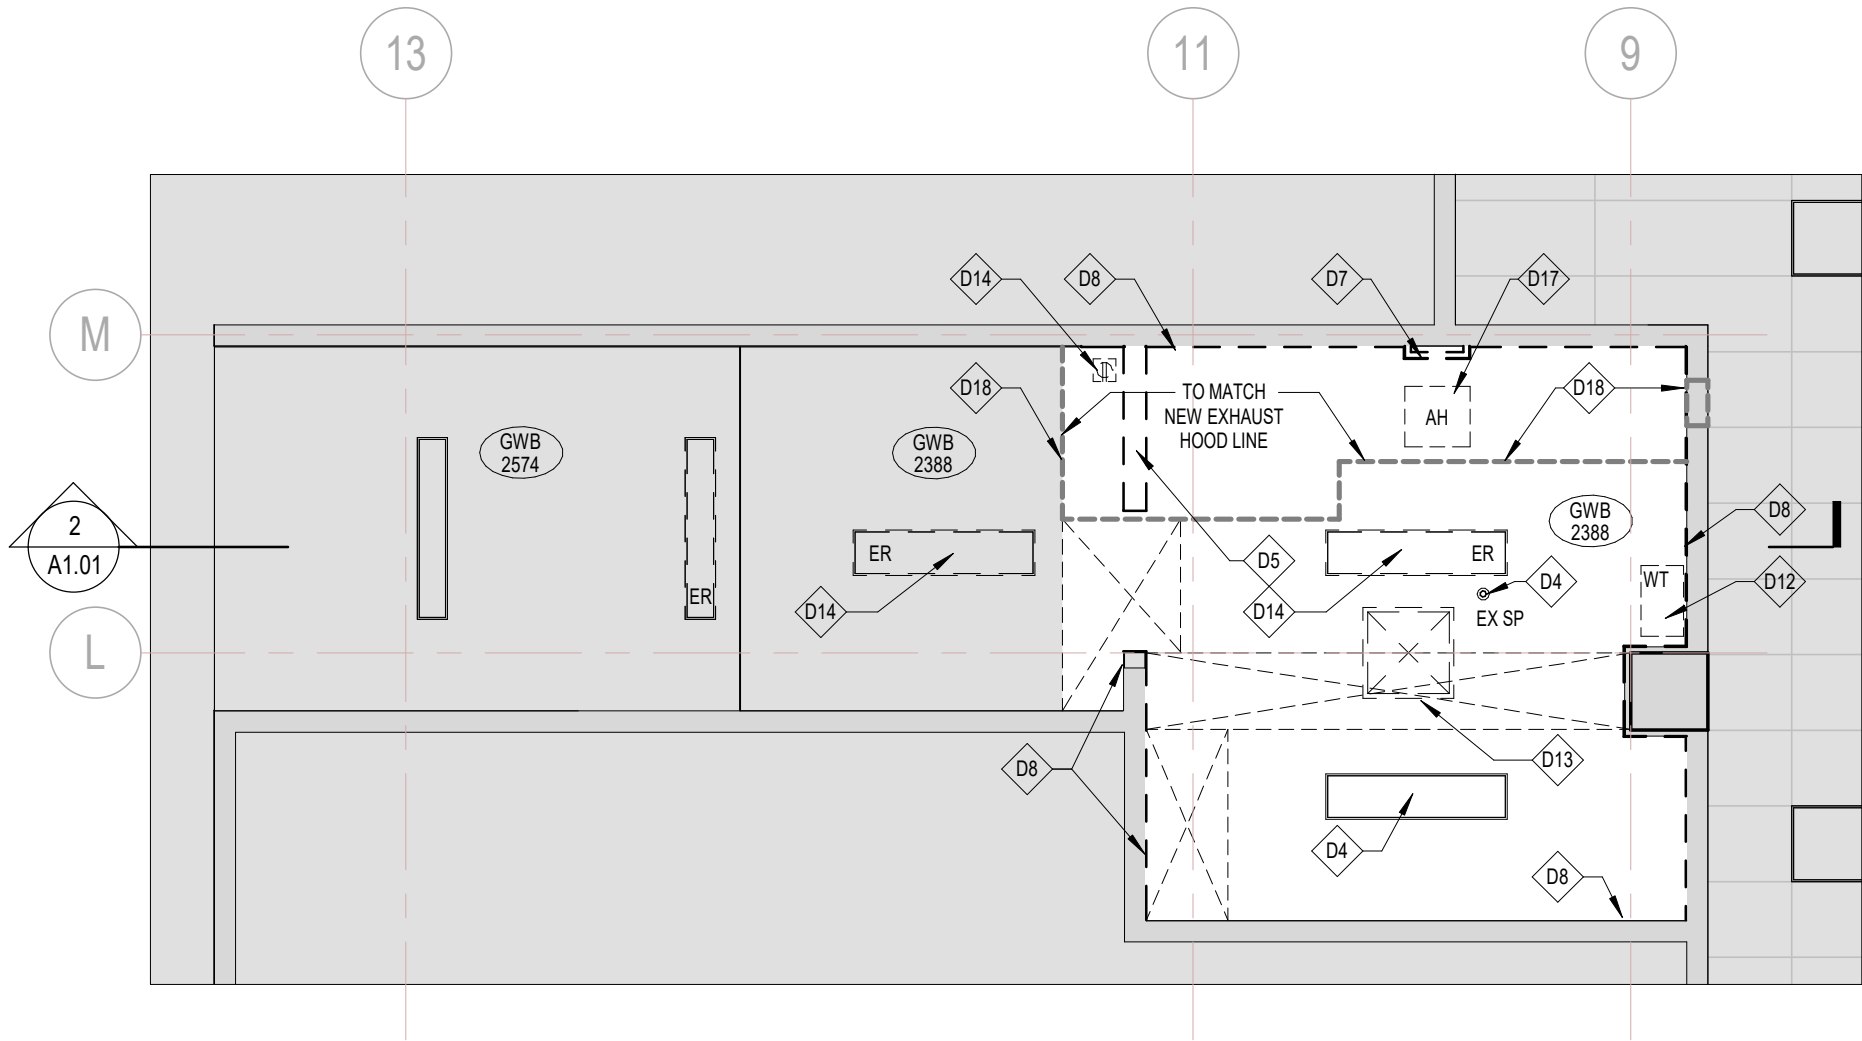 13
11
9
M
D14
D8
D7
D17
D18
TO MATCH
NEW EXHAUST
HOOD LINE
D18
AH
GWB
2574
GWB
2388
GWB
2388
D8
2
A1.01
ER
ER
D14
D5
D14
ER
D4
EX SP
WT
D12
L
D8
D13
D4
D8